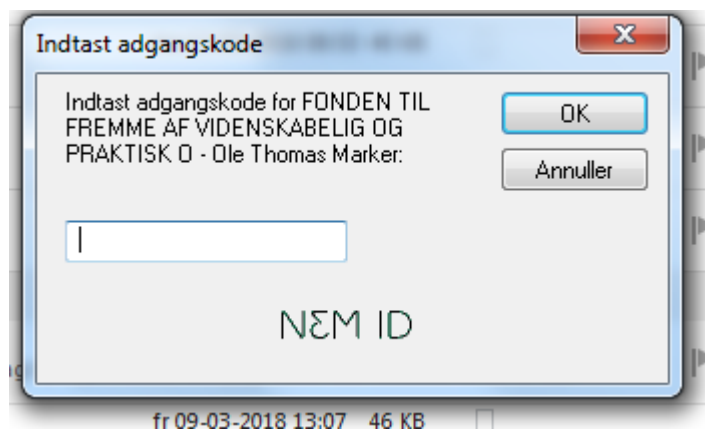 Indtast adgangskode
Indtast adgangskode for FONDEN TIL
FREMME AF VIDENSKABELIG OG
PRAKTISK O - Ole Thomas Marker:
OK
Annuller
NEM ID
fr 09-03-2018 13:07 46 KB